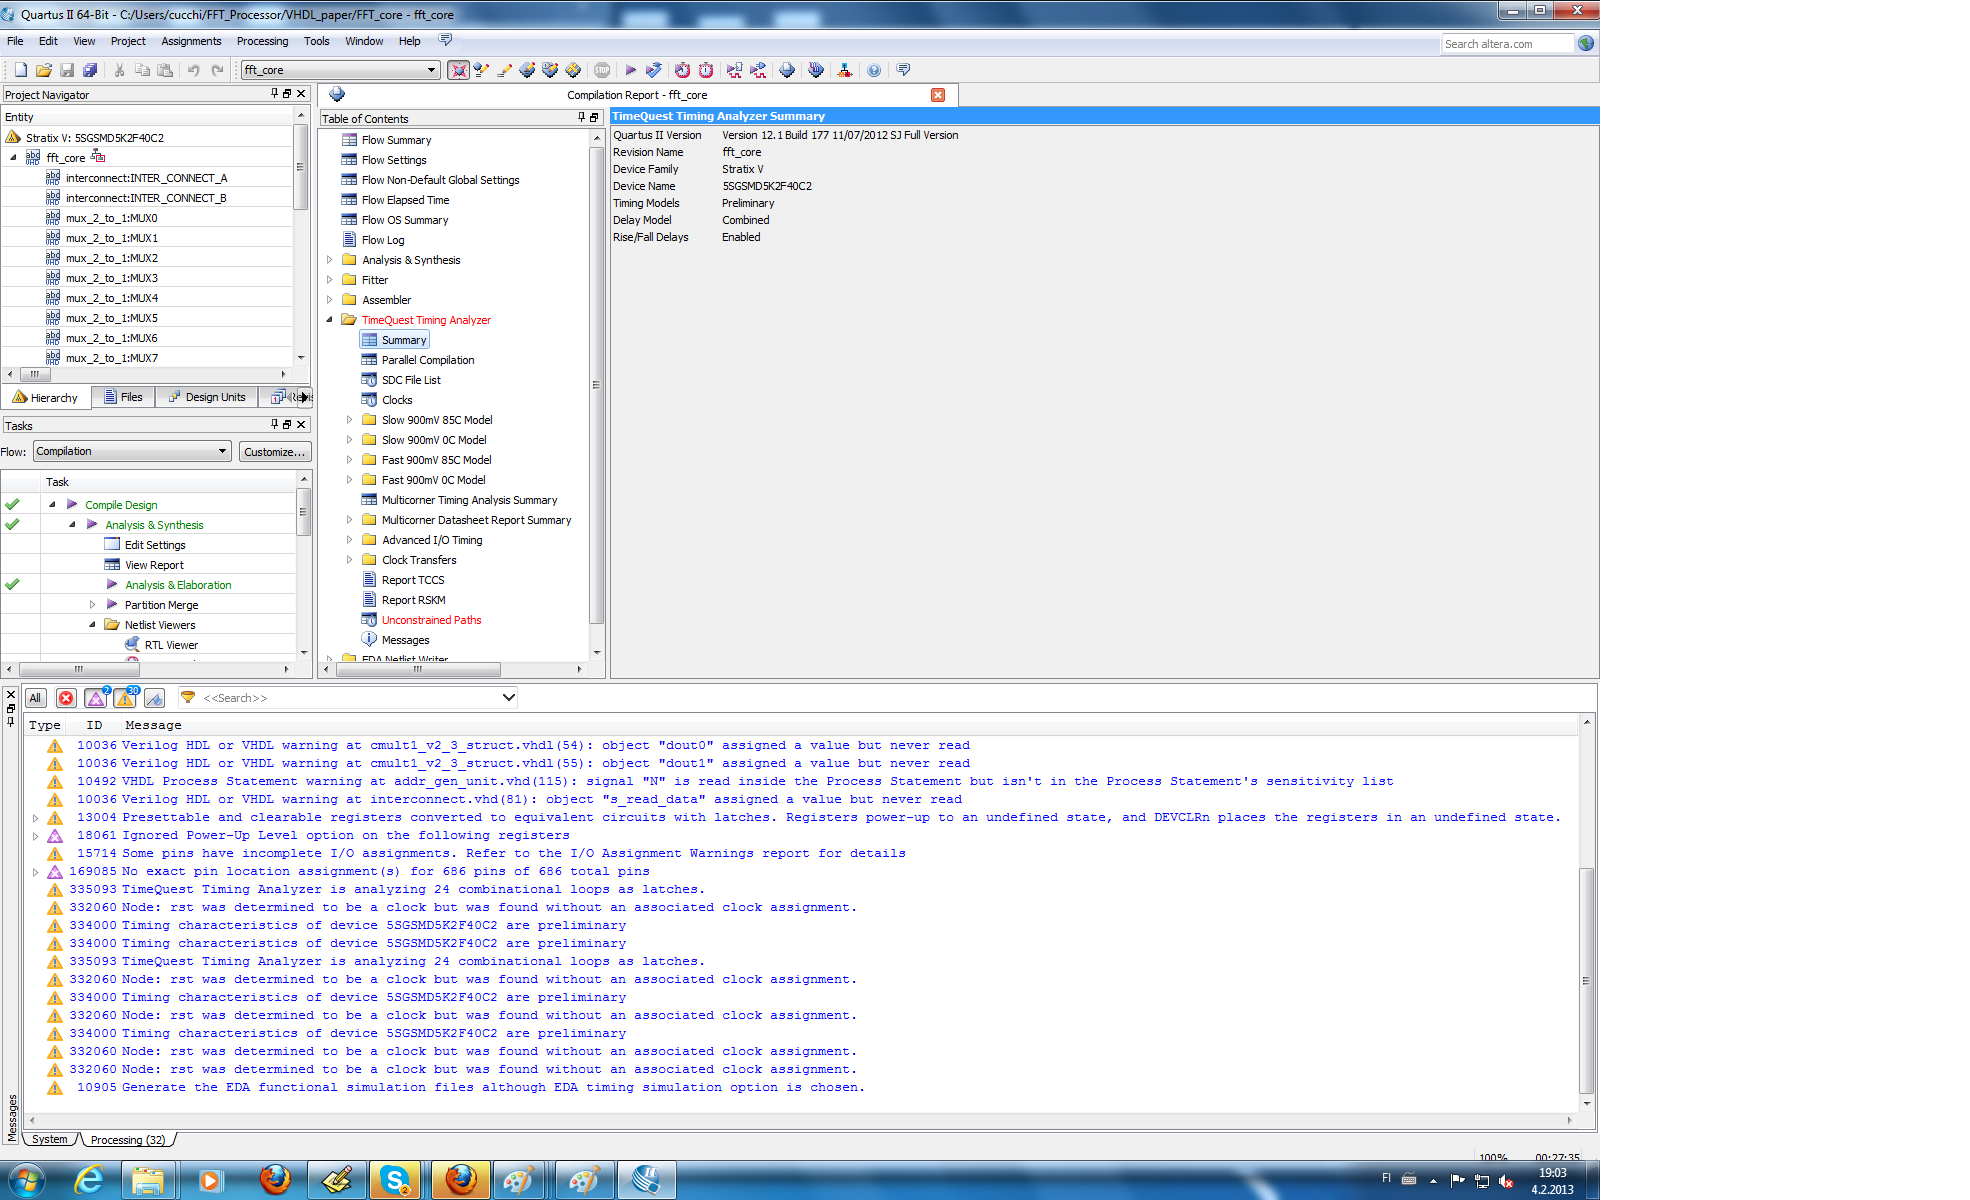 Quartus II 64-Bit - C:/Users/cucchi/FFT_Processor/VHDL_paper/FFT_core - fft_core
File Edit View Project Assignments Processing Tools Window Help
Search altera.com
fft_core
Project Navigator
Entity
Stratix V: 5SGSMD5K2F40C2
fft_core
interconnect:INTER_CONNECT_A
interconnect:INTER_CONNECT_B
mux_2_to_1:MUX0
mux_2_to_1:MUX1
mux_2_to_1:MUX2
mux_2_to_1:MUX3
mux_2_to_1:MUX4
mux_2_to_1:MUX5
mux_2_to_1:MUX6
mux_2_to_1:MUX7
Hierarchy Files Design Units
Tasks
Flow: Compilation Customize...
Task
Compile Design
Analysis & Synthesis
Edit Settings
View Report
Analysis & Elaboration
Partition Merge
Netlist Viewers
RTL Viewer
Compilation Report - fft_core
Table of Contents
Flow Summary
Flow Settings
Flow Non-Default Global Settings
Flow Elapsed Time
Flow OS Summary
Flow Log
Analysis & Synthesis
Fitter
Assembler
TimeQuest Timing Analyzer
Summary
Parallel Compilation
SDC File List
Clocks
Slow 900mV 85C Model
Slow 900mV 0C Model
Fast 900mV 85C Model
Fast 900mV 0C Model
Multicorner Timing Analysis Summary
Multicorner Datasheet Report Summary
Advanced I/O Timing
Clock Transfers
Report TCCS
Report RSKM
Unconstrained Paths
Messages
EDA Netlist Writer
TimeQuest Timing Analyzer Summary
Quartus II Version Version 12.1 Build 177 11/07/2012 SJ Full Version
Revision Name fft_core
Device Family Stratix V
Device Name 5SGSMD5K2F40C2
Timing Models Preliminary
Delay Model Combined
Rise/Fall Delays Enabled
All 2 30 <<Search>>
Type ID Message
10036 Verilog HDL or VHDL warning at cmult1_v2_3_struct.vhdl(54): object "dout0" assigned a value but never read
10036 Verilog HDL or VHDL warning at cmult1_v2_3_struct.vhdl(55): object "dout1" assigned a value but never read
10492 VHDL Process Statement warning at addr_gen_unit.vhd(115): signal "N" is read inside the Process Statement but isn't in the Process Statement's sensitivity list
10036 Verilog HDL or VHDL warning at interconnect.vhd(81): object "s_read_data" assigned a value but never read
13004 Presettable and clearable registers converted to equivalent circuits with latches. Registers power-up to an undefined state, and DEVCLRn places the registers in an undefined state.
18061 Ignored Power-Up Level option on the following registers
15714 Some pins have incomplete I/O assignments. Refer to the I/O Assignment Warnings report for details
169085 No exact pin location assignment(s) for 686 pins of 686 total pins
335093 TimeQuest Timing Analyzer is analyzing 24 combinational loops as latches.
332060 Node: rst was determined to be a clock but was found without an associated clock assignment.
334000 Timing characteristics of device 5SGSMD5K2F40C2 are preliminary
334000 Timing characteristics of device 5SGSMD5K2F40C2 are preliminary
335093 TimeQuest Timing Analyzer is analyzing 24 combinational loops as latches.
332060 Node: rst was determined to be a clock but was found without an associated clock assignment.
334000 Timing characteristics of device 5SGSMD5K2F40C2 are preliminary
332060 Node: rst was determined to be a clock but was found without an associated clock assignment.
334000 Timing characteristics of device 5SGSMD5K2F40C2 are preliminary
332060 Node: rst was determined to be a clock but was found without an associated clock assignment.
332060 Node: rst was determined to be a clock but was found without an associated clock assignment.
10905 Generate the EDA functional simulation files although EDA timing simulation option is chosen.
Messages
System Processing (32)
100% 00:27:35
FI
19:03
4.2.2013